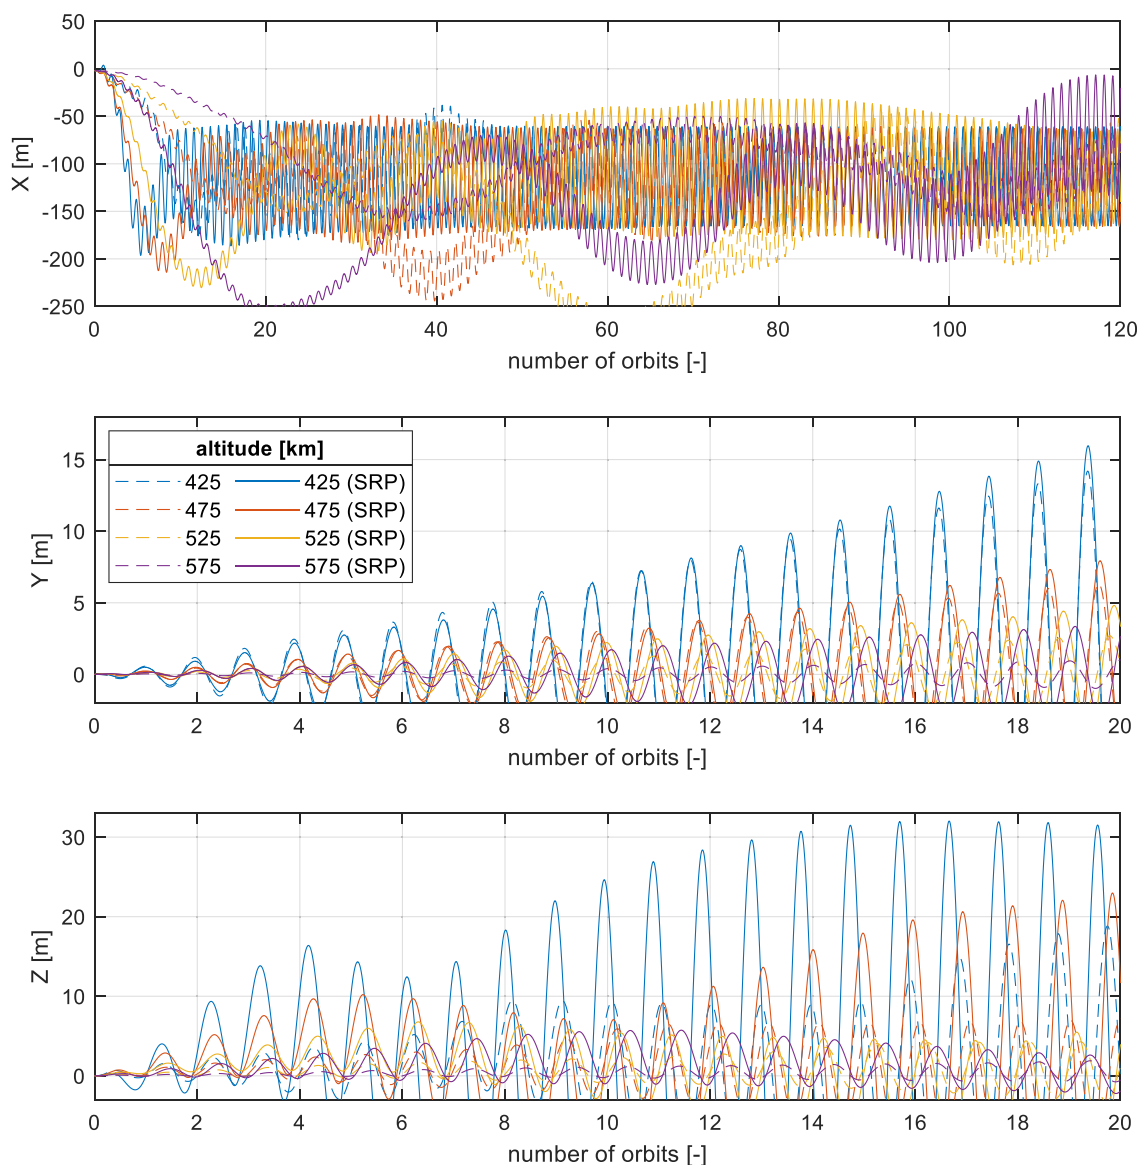 50
0
-50
-100
-150
-200
-250
X [m]
0 20 40 60 80 100 120
number of orbits [-]
15
10
5
0
Y [m]
altitude [km]
425 425 (SRP)
475 475 (SRP)
525 525 (SRP)
575 575 (SRP)
0 2 4 6 8 10 12 14 16 18 20
number of orbits [-]
30
20
10
0
Z [m]
0 2 4 6 8 10 12 14 16 18 20
number of orbits [-]